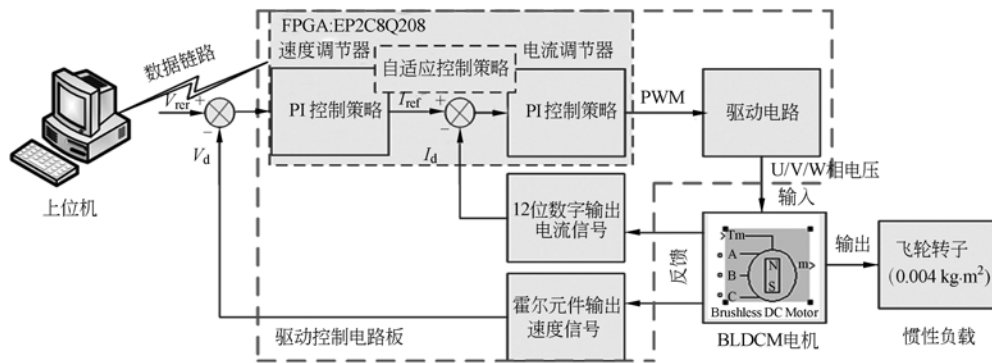 FPGA:EP2C8Q208
速度调节器
电流调节器
自适应控制策略
数据链路
Vrer
+
−
Vd
PI 控制策略
Iref
+
−
Id
PI 控制策略
PWM
驱动电路
U/V/W相电压
输入
上位机
12位数字输出
电流信号
反馈
霍尔元件输出
速度信号
驱动控制电路板
Tm
A
B
C
N
S
m
Brushless DC Motor
BLDCM电机
输出
飞轮转子
(0.004 kg·m²)
惯性负载